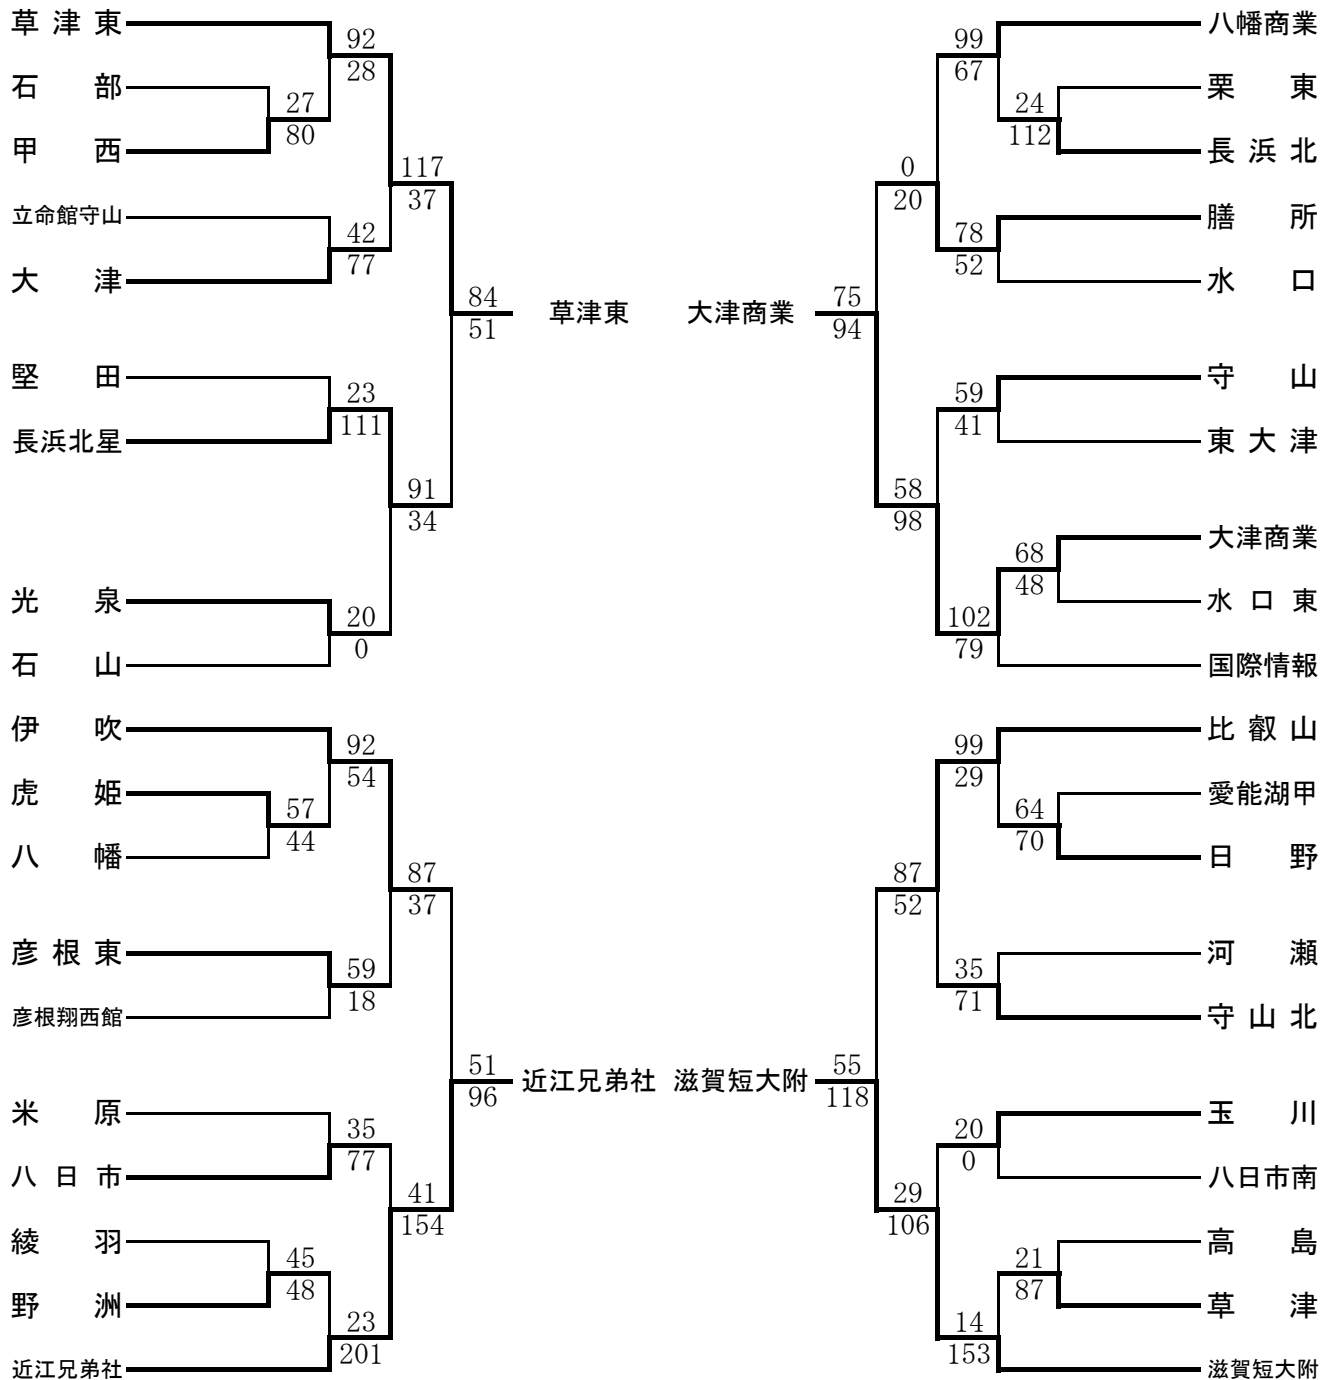 草津東
92
28
石部
27
80
甲西
117
37
立命館守山
42
77
大津
84
51
草津東
堅田
23
111
長浜北星
91
34
光泉
20
0
石山
伊吹
92
54
虎姫
57
44
八幡
87
37
彦根東
59
18
彦根翔西館
51
96
近江兄弟社
米原
35
77
八日市
41
154
綾羽
45
48
野洲
23
201
近江兄弟社
八幡商業
99
67
栗東
24
112
長浜北
0
20
膳所
78
52
水口
大津商業
75
94
守山
59
41
東大津
58
98
大津商業
68
48
水口東
102
79
国際情報
比叡山
99
29
愛能湖甲
64
70
日野
87
52
河瀬
35
71
守山北
滋賀短大附
55
118
玉川
20
0
八日市南
29
106
高島
21
87
草津
14
153
滋賀短大附